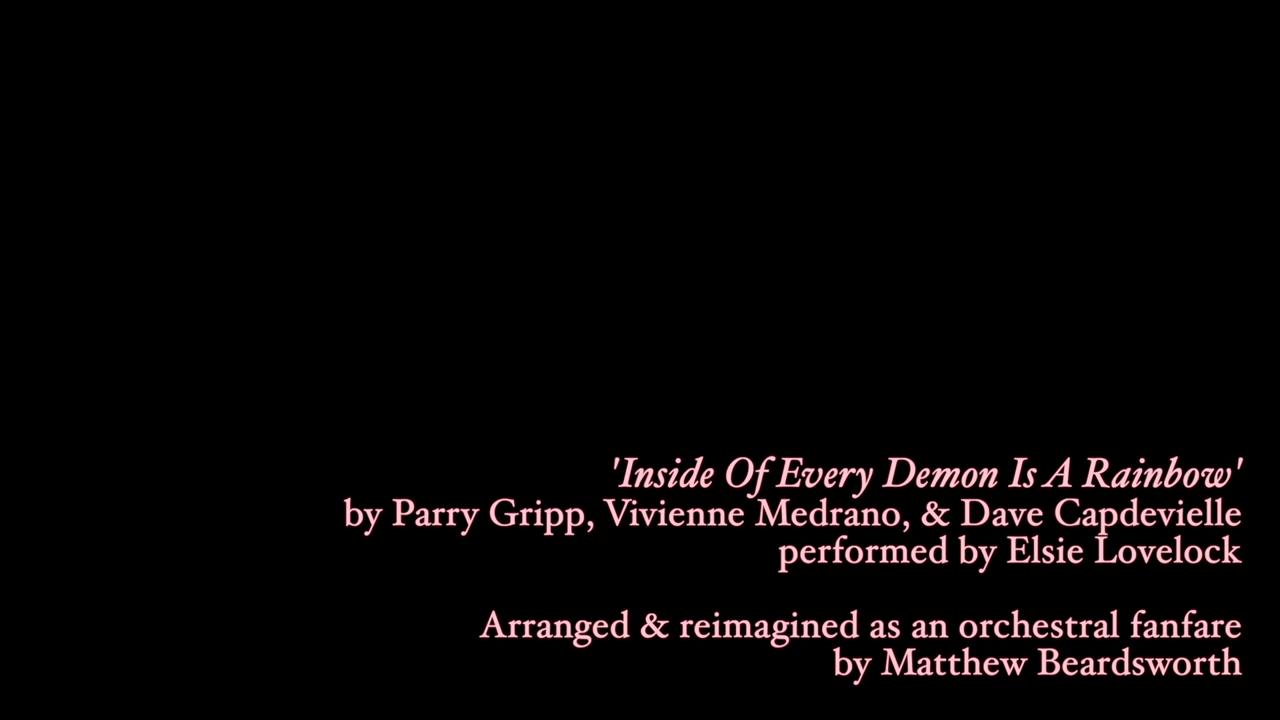 'Inside Of Every Demon Is A Rainbow'
by Parry Gripp, Vivienne Medrano, & Dave Capdevielle
performed by Elsie Lovelock
Arranged & reimagined as an orchestral fanfare
by Matthew Beardsworth